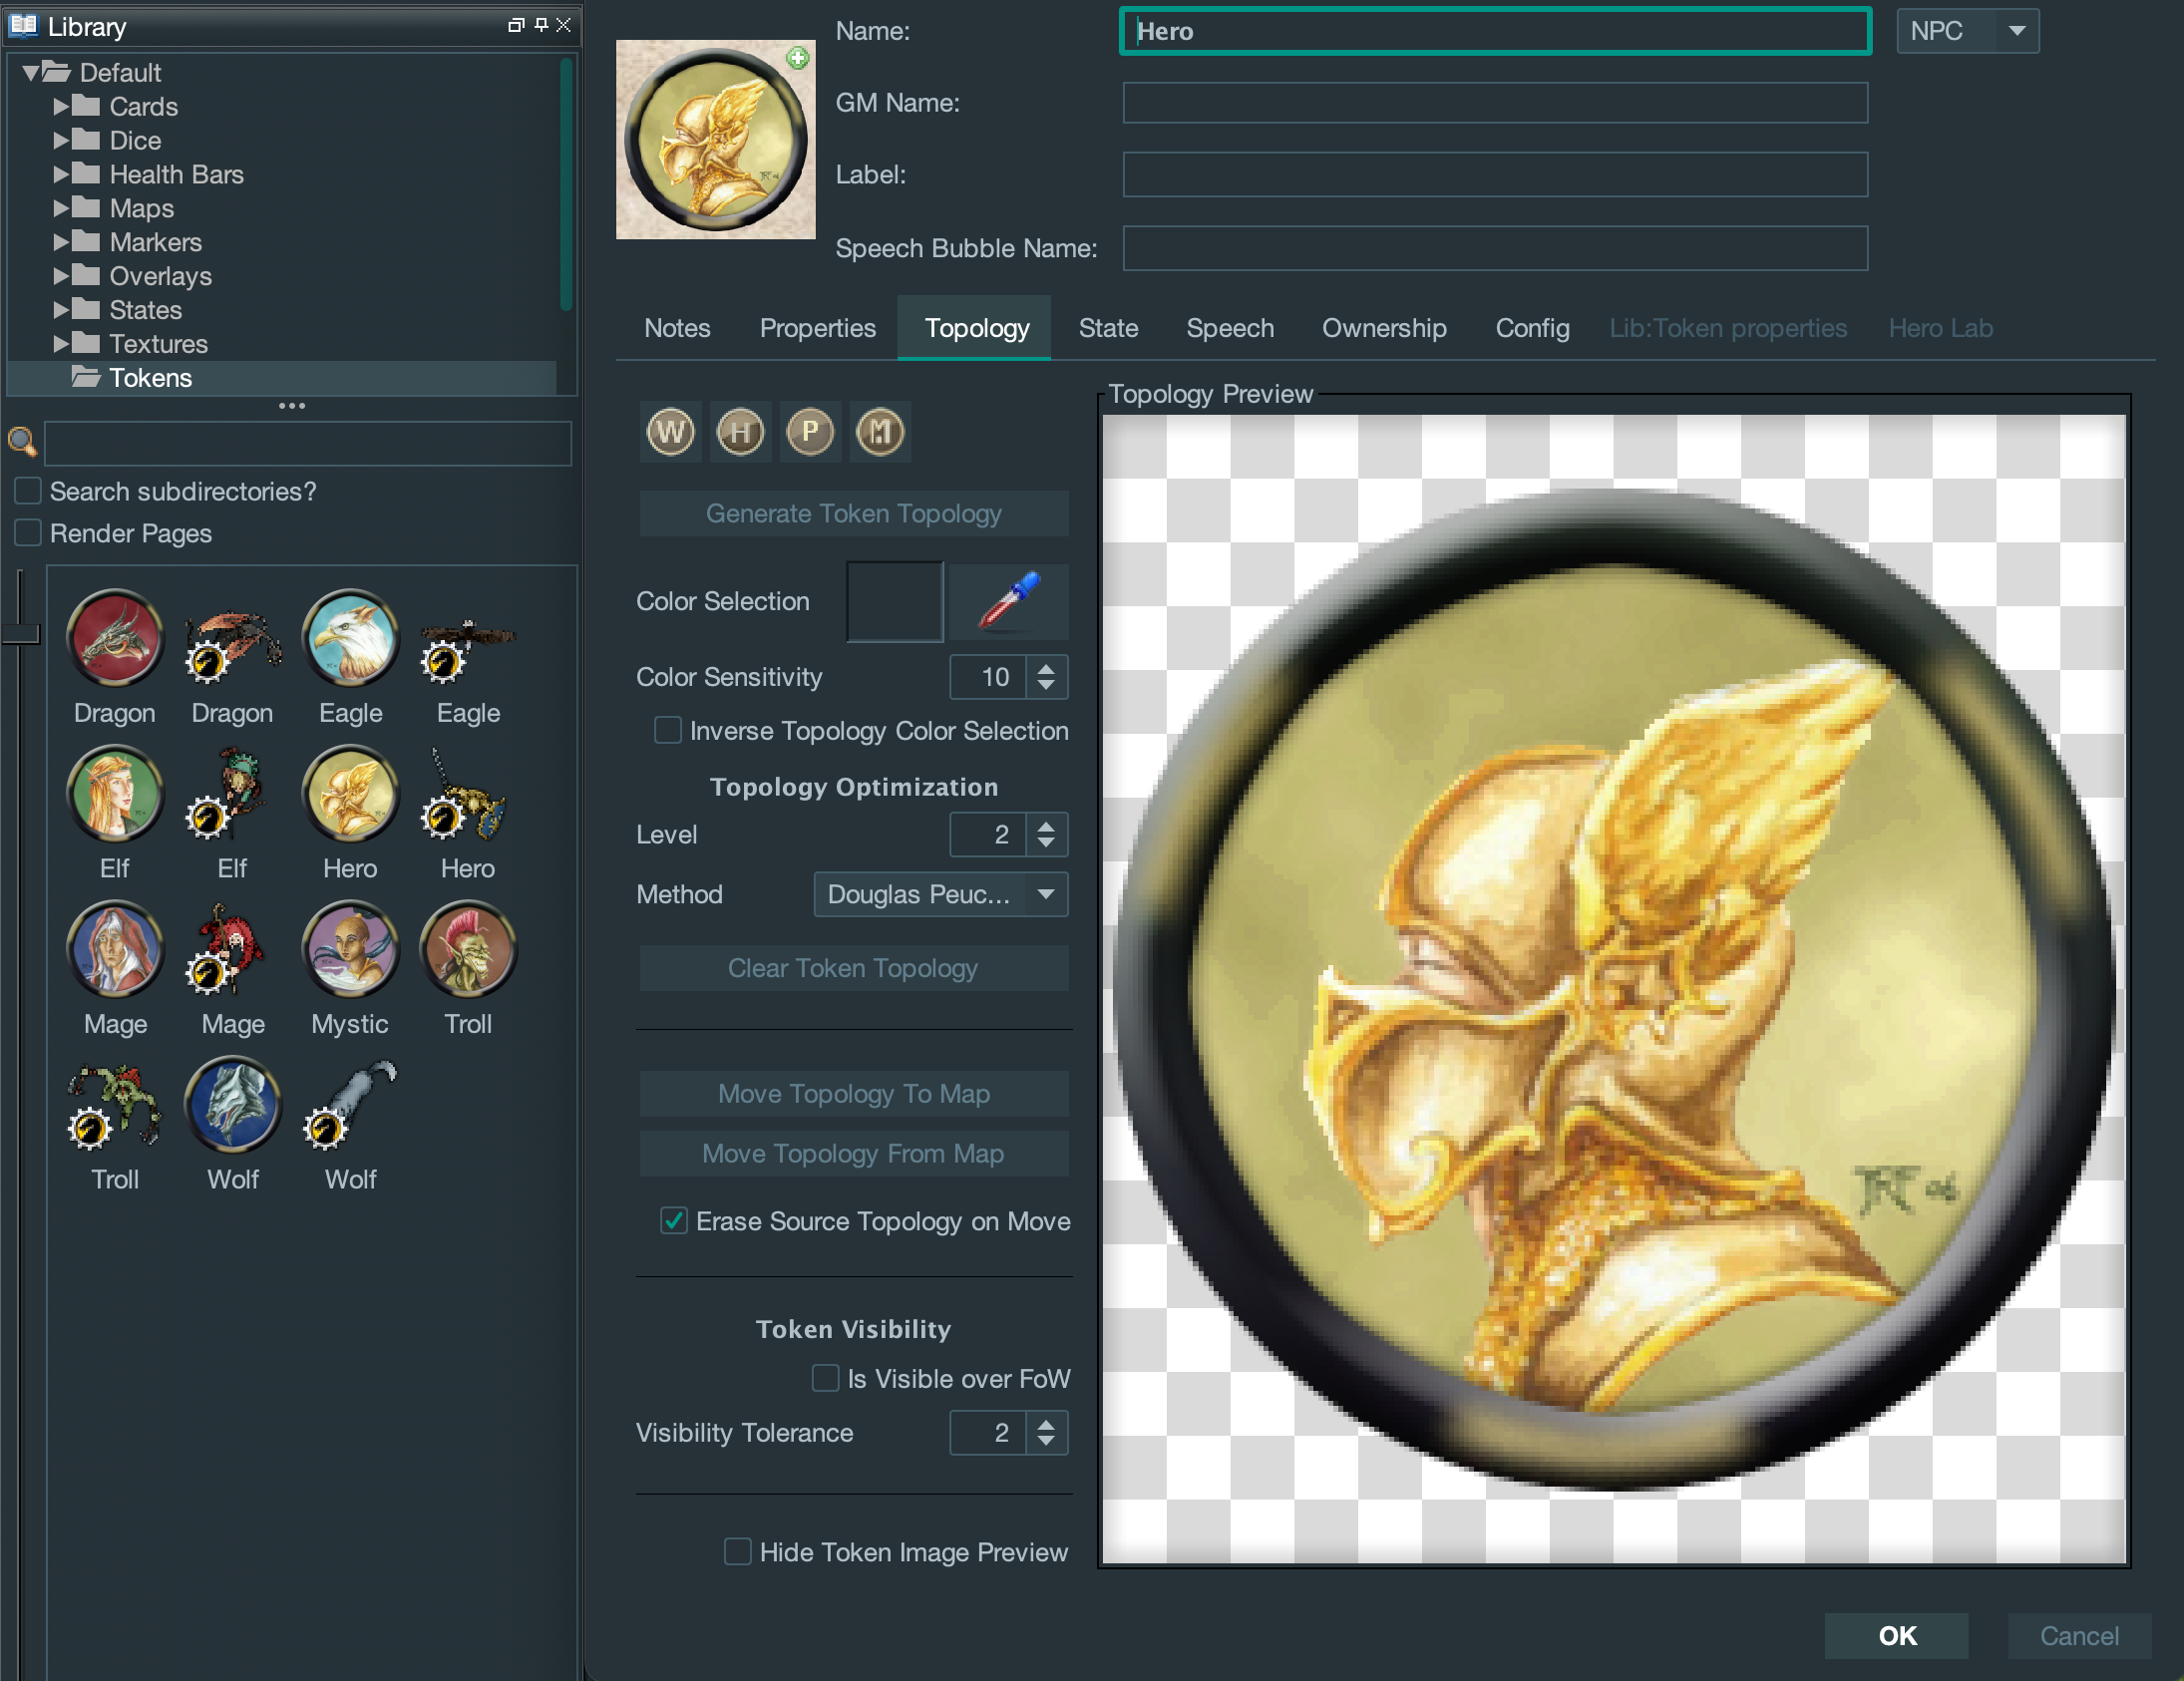 Library
Default
Cards
Dice
Health Bars
Maps
Markers
Overlays
States
Textures
Tokens
Search subdirectories?
Render Pages
Dragon Dragon Eagle Eagle
Elf Elf Hero Hero
Mage Mage Mystic Troll
Troll Wolf Wolf
Name: Hero NPC
GM Name:
Label:
Speech Bubble Name:
Notes Properties Topology State Speech Ownership Config Lib:Token properties Hero Lab
W H P M
Generate Token Topology
Color Selection
Color Sensitivity 10
Inverse Topology Color Selection
Topology Optimization
Level 2
Method Douglas Peuc...
Clear Token Topology
Move Topology To Map
Move Topology From Map
Erase Source Topology on Move
Token Visibility
Is Visible over FoW
Visibility Tolerance 2
Hide Token Image Preview
Topology Preview
OK Cancel